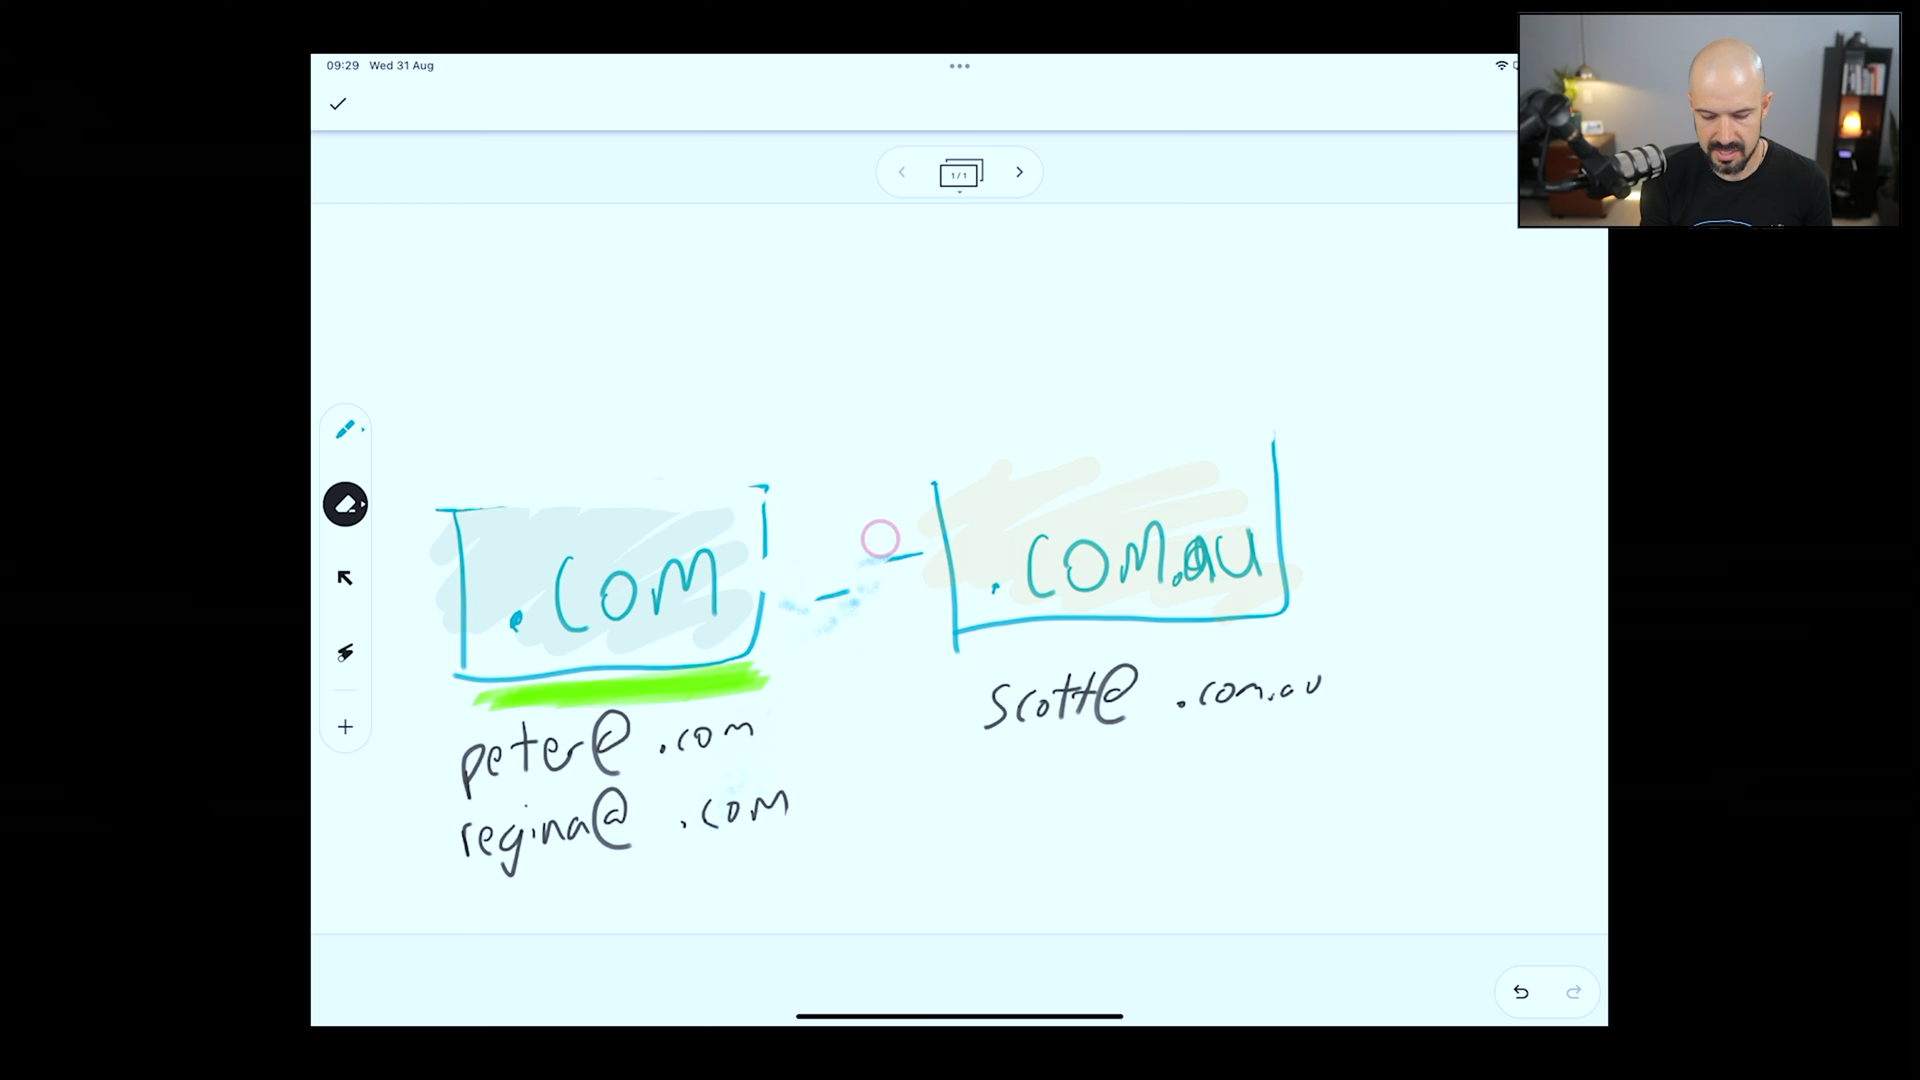 09:29 Wed 31 Aug
1/1
.com
.com.au
peter@ .com
regina@ .com
scott@ .com.au